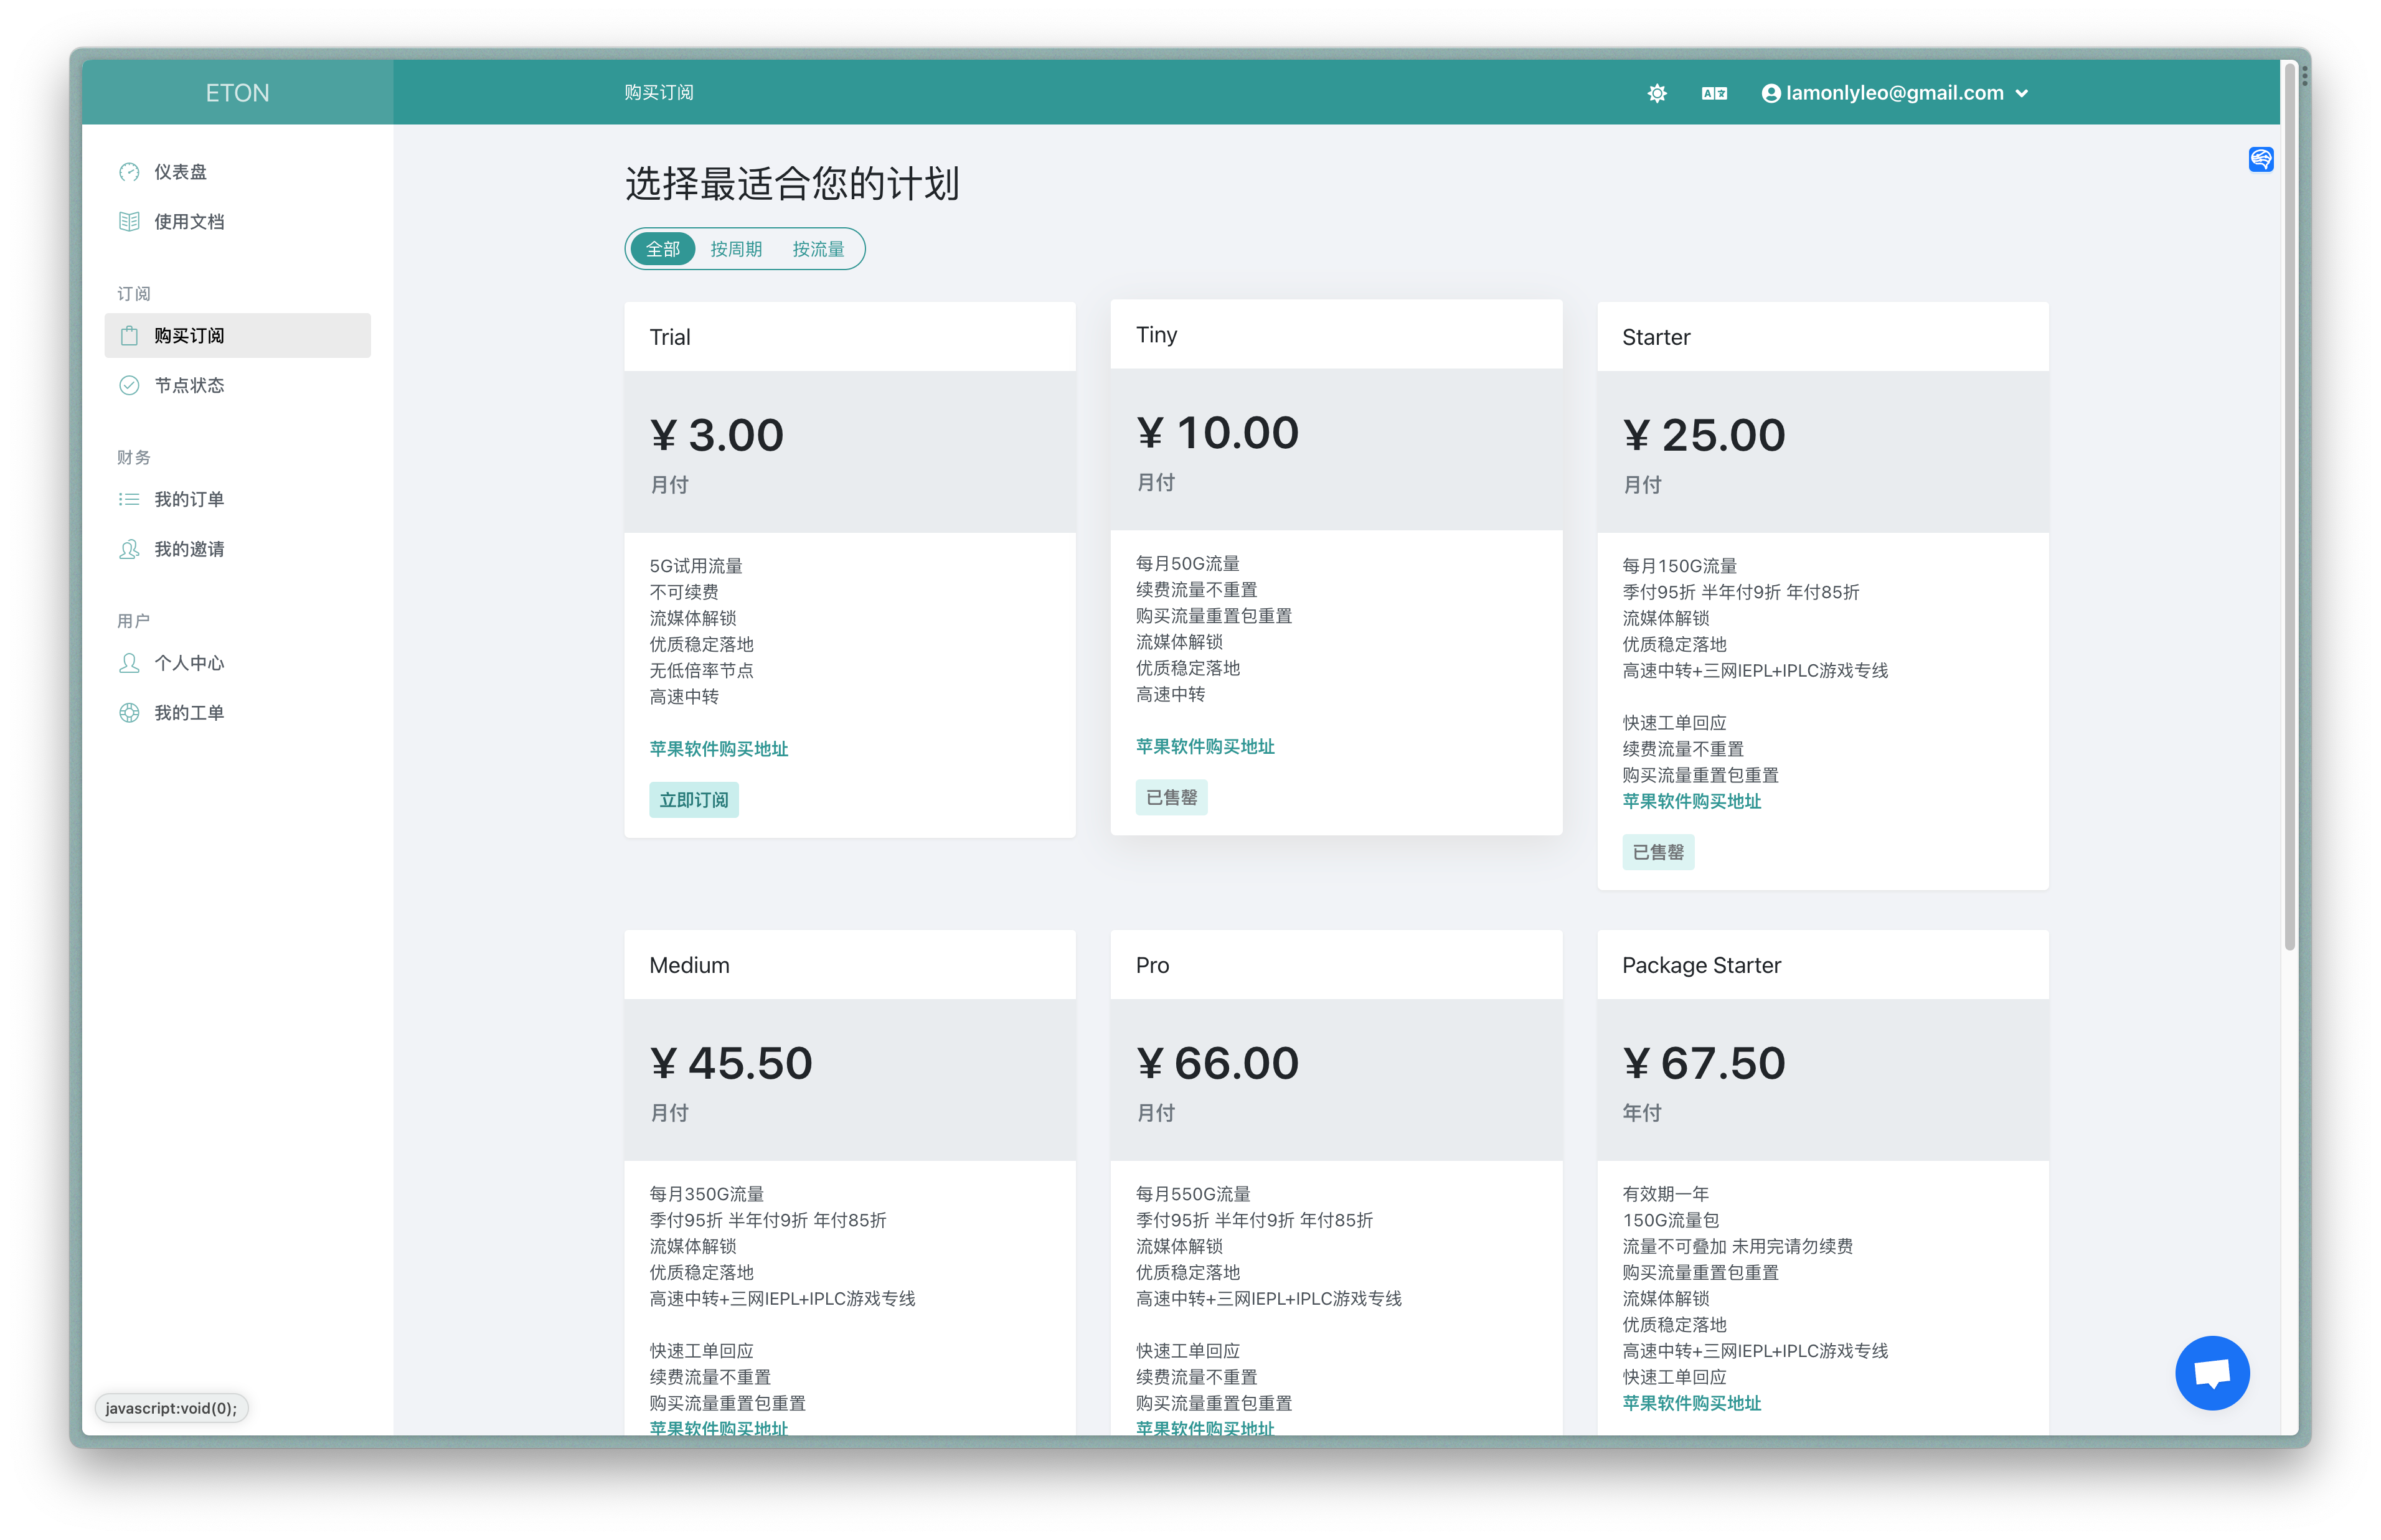 ETON
购买订阅
Iamonlyleo@gmail.com
仪表盘
使用文档
订阅
购买订阅
节点状态
财务
我的订单
我的邀请
用户
个人中心
我的工单
选择最适合您的计划
全部 按周期 按流量
Trial
¥ 3.00
月付
5G试用流量
不可续费
流媒体解锁
优质稳定落地
无低倍率节点
高速中转
苹果软件购买地址
立即订阅
Tiny
¥ 10.00
月付
每月50G流量
续费流量不重置
购买流量重置包重置
流媒体解锁
优质稳定落地
高速中转
苹果软件购买地址
已售罄
Starter
¥ 25.00
月付
每月150G流量
季付95折 半年付9折 年付85折
流媒体解锁
优质稳定落地
高速中转+三网IEPL+IPLC游戏专线
快速工单回应
续费流量不重置
购买流量重置包重置
苹果软件购买地址
已售罄
Medium
¥ 45.50
月付
每月350G流量
季付95折 半年付9折 年付85折
流媒体解锁
优质稳定落地
高速中转+三网IEPL+IPLC游戏专线
快速工单回应
续费流量不重置
购买流量重置包重置
苹果软件购买地址
Pro
¥ 66.00
月付
每月550G流量
季付95折 半年付9折 年付85折
流媒体解锁
优质稳定落地
高速中转+三网IEPL+IPLC游戏专线
快速工单回应
续费流量不重置
购买流量重置包重置
苹果软件购买地址
Package Starter
¥ 67.50
年付
有效期一年
150G流量包
流量不可叠加 未用完请勿续费
购买流量重置包重置
流媒体解锁
优质稳定落地
高速中转+三网IEPL+IPLC游戏专线
快速工单回应
苹果软件购买地址
javascript:void(0);